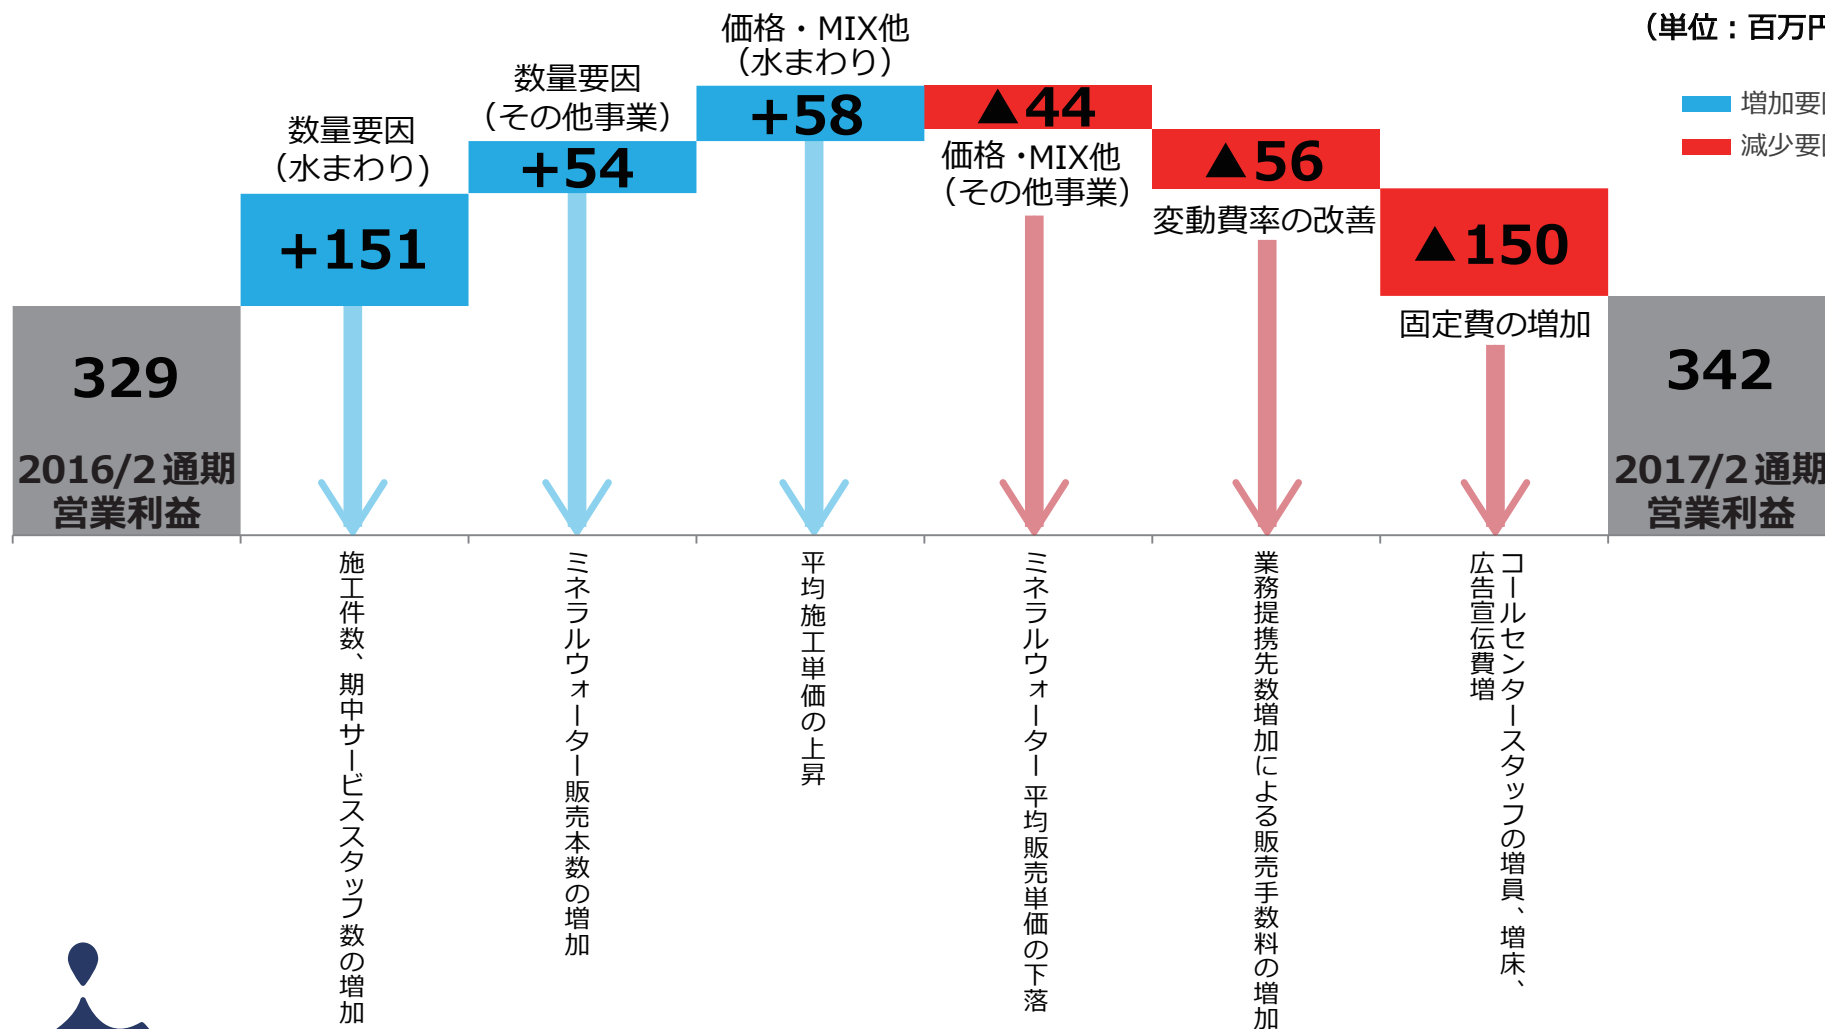 （単位：百万円
増加要因
減少要因
価格・MIX他
（水まわり）
+58
数量要因
（その他事業）
+54
数量要因
（水まわり)
+151
▲44
価格・MIX他
（その他事業）
▲56
変動費率の改善
▲150
固定費の増加
329
2016/2 通期
営業利益
342
2017/2 通期
営業利益
施工件数、期中サービススタッフ数の増加
ミネラルウォーター販売本数の増加
平均施工単価の上昇
ミネラルウォーター平均販売単価の下落
業務提携先数増加による販売手数料の増加
コールセンタースタッフの増員、増床、
広告宣伝費増